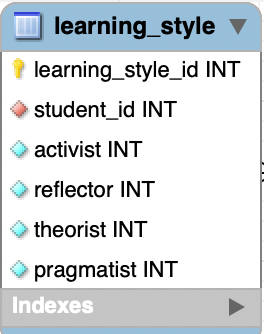 learning_style
learning_style_id INT
student_id INT
activist INT
reflector INT
theorist INT
pragmatist INT
Indexes